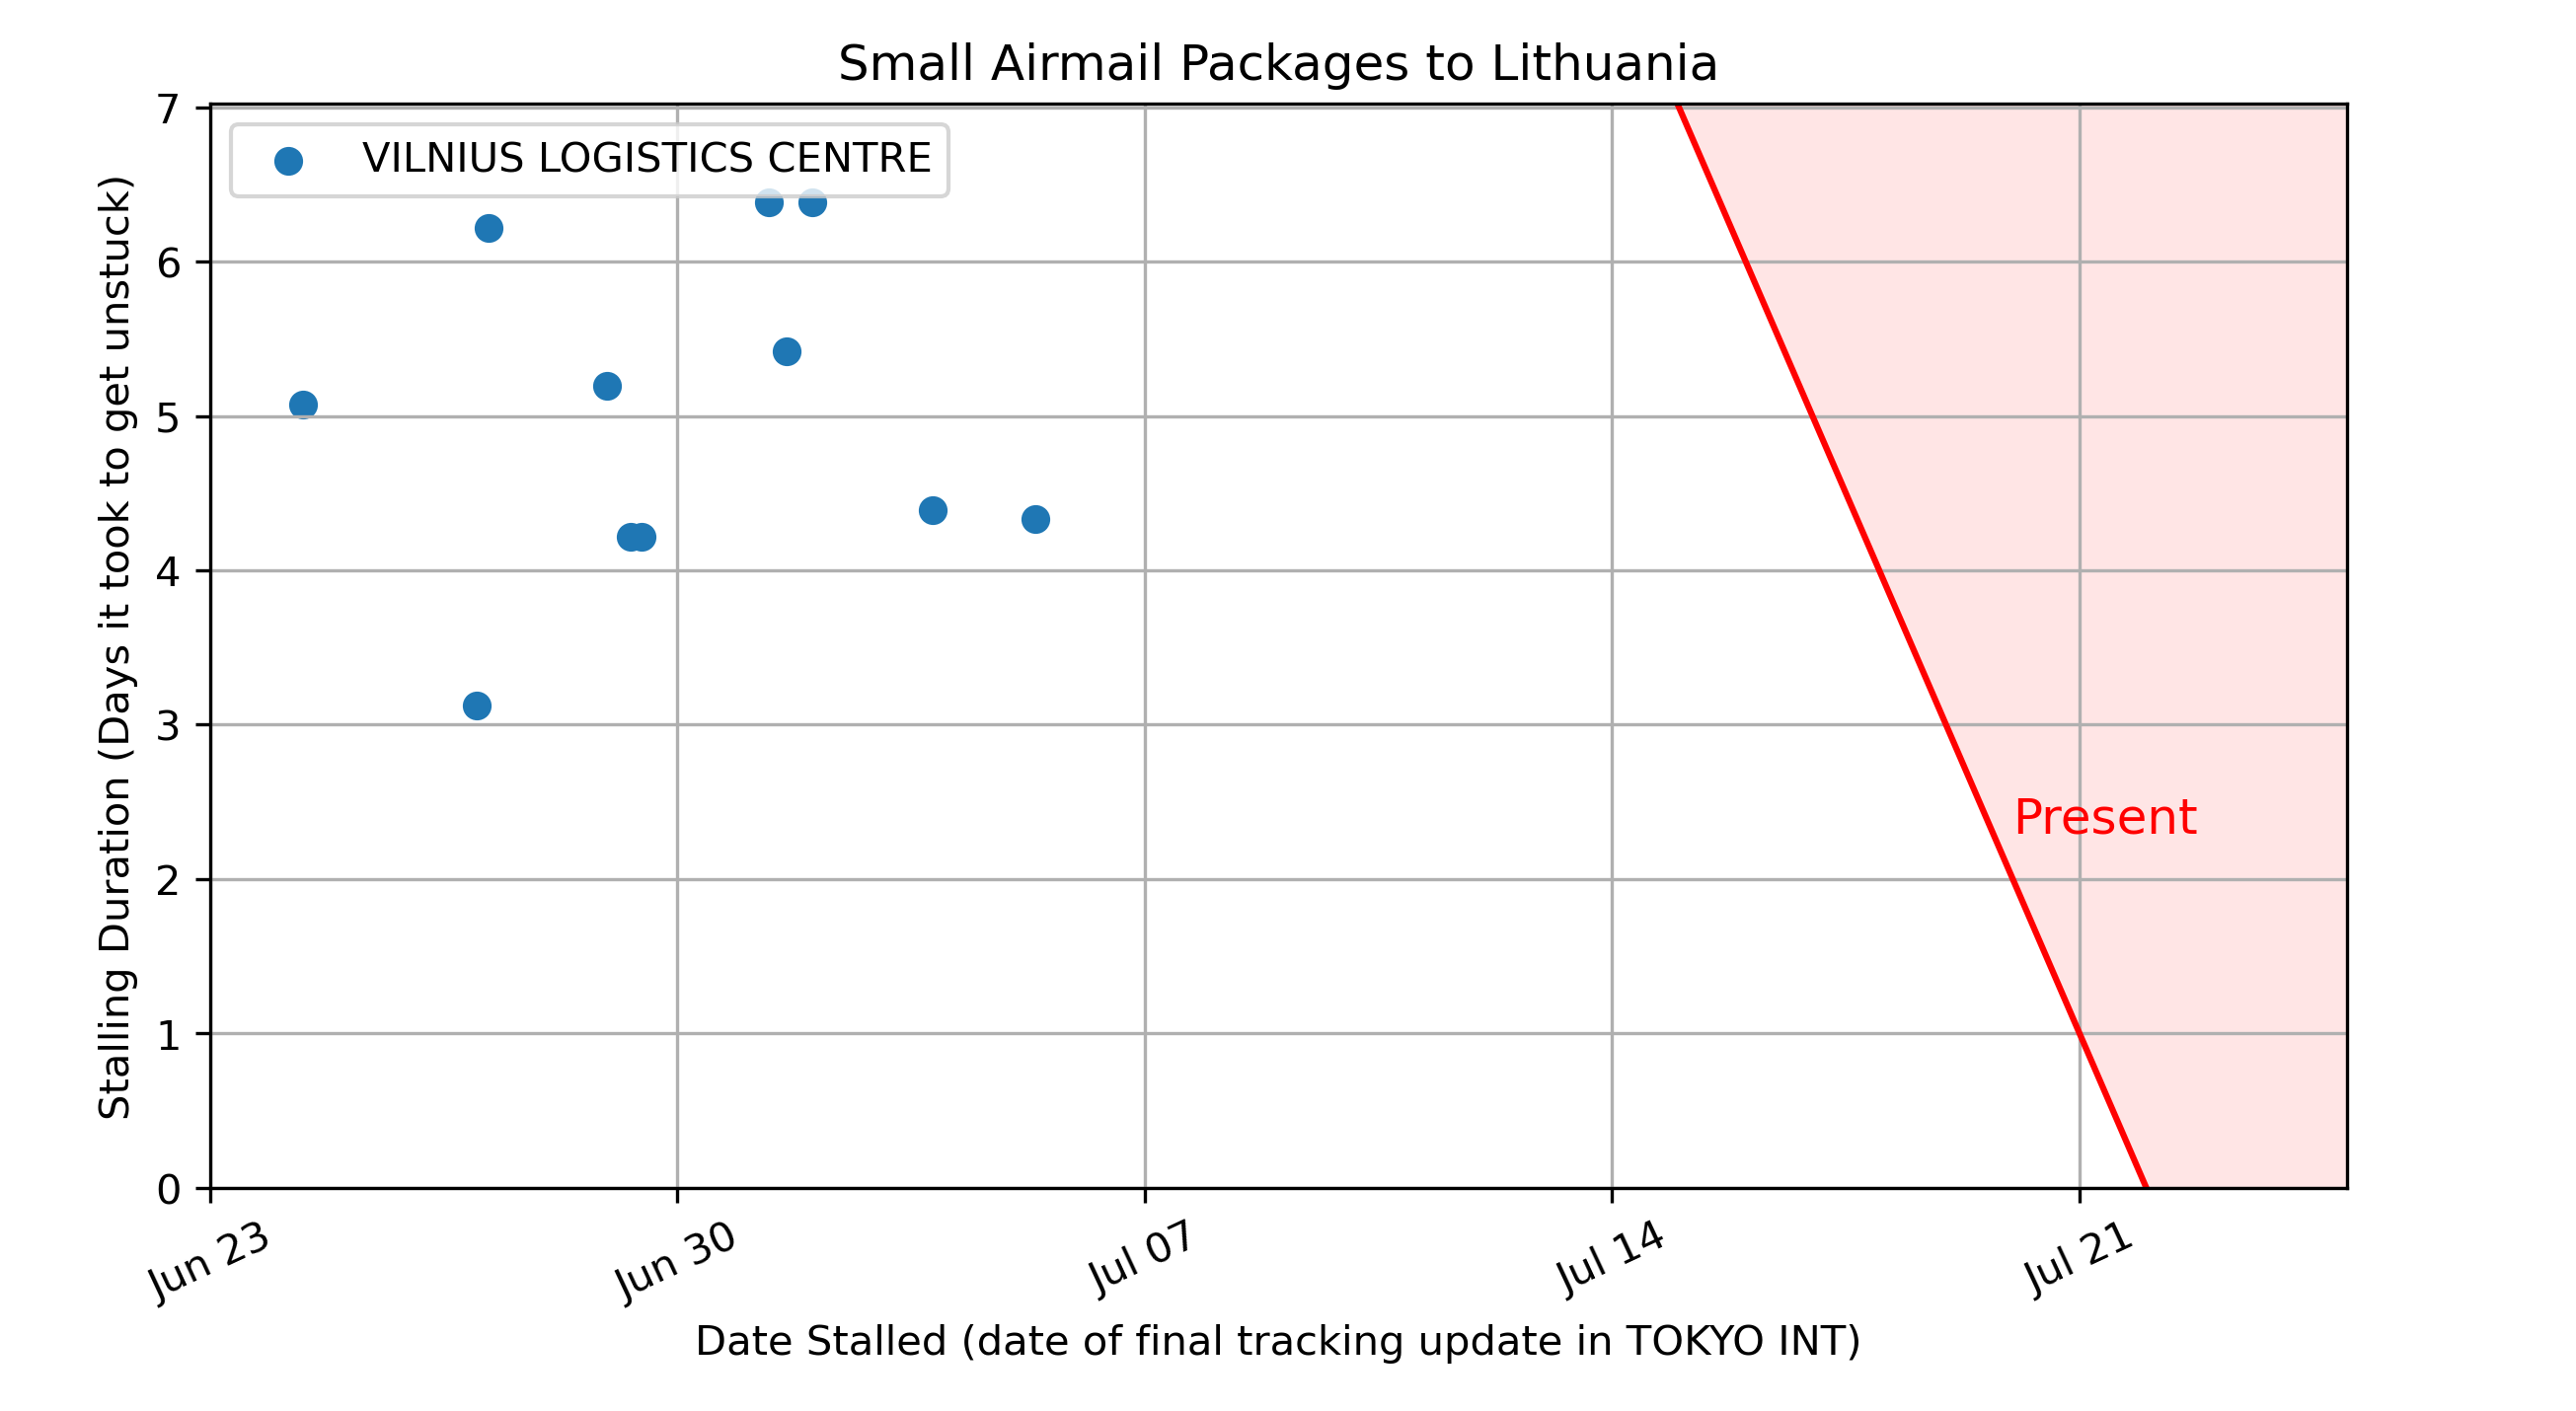 Small Airmail Packages to Lithuania
VILNIUS LOGISTICS CENTRE
Stalling Duration (Days it took to get unstuck)
7
6
5
4
3
2
1
0
Present
Jun 23
Jun 30
Jul 07
Jul 14
Jul 21
Date Stalled (date of final tracking update in TOKYO INT)